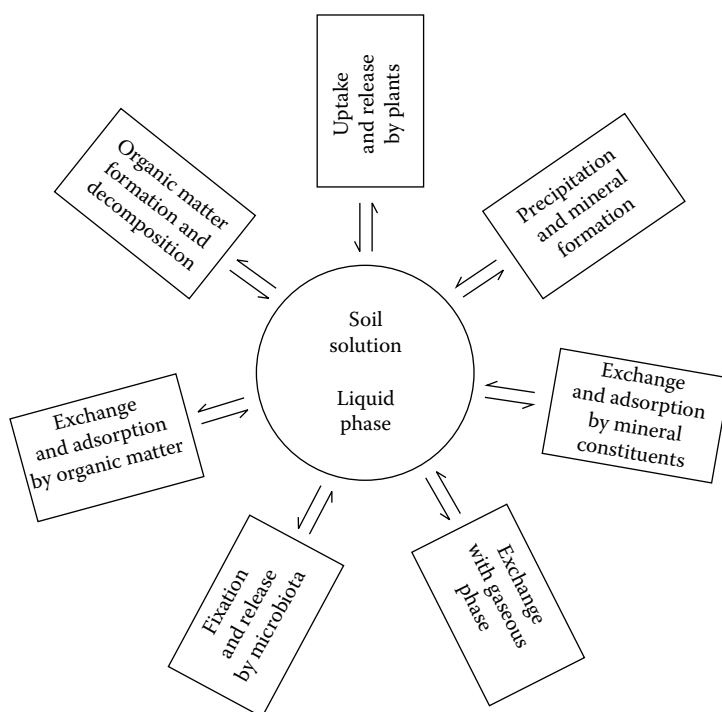 Uptake
and release
by plants
Organic matter
formation and
decomposition
Precipitation
and mineral
formation
Soil
solution
Liquid
phase
Exchange
and adsorption
by organic matter
Exchange
and adsorption
by mineral
constituents
Fixation
and release
by microbiota
Exchange
with gaseous
phase